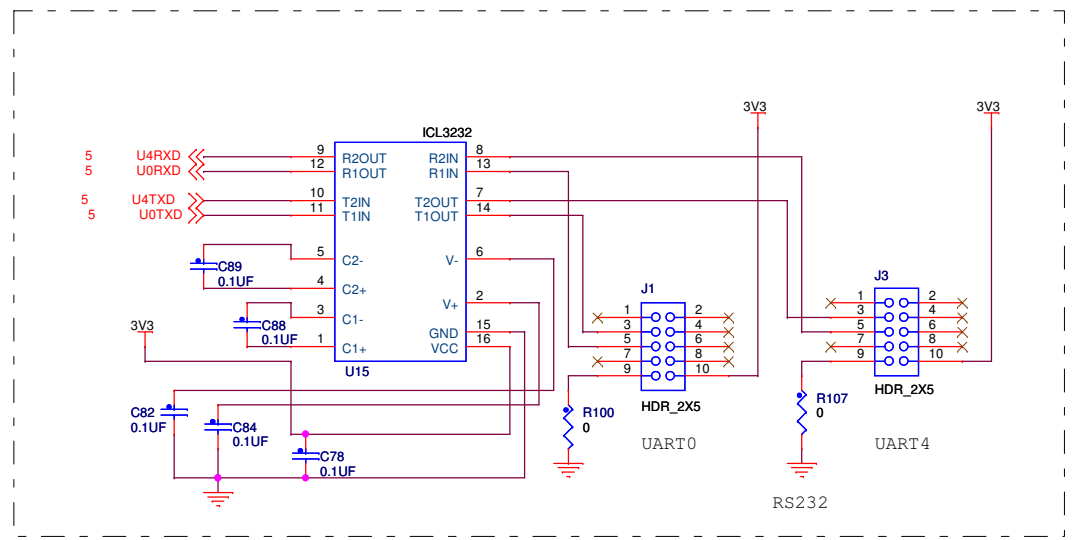 3V3
3V3
ICL3232
5 U4RXD 9 R2OUT R2IN 8
5 U0RXD 12 R1OUT R1IN 13
5 U4TXD 10 T2IN T2OUT 7
5 U0TXD 11 T1IN T1OUT 14
5 C2- V- 6
C89
0.1UF
4 C2+
V+ 2
3 C1-
C88
0.1UF
GND 15
1 C1+ VCC 16
3V3
U15
J1
1 2
3 4
5 6
7 8
9 10
HDR_2X5
J3
1 2
3 4
5 6
7 8
9 10
HDR_2X5
C82
0.1UF
C84
0.1UF
C78
0.1UF
R100
0
R107
0
UART0
UART4
RS232